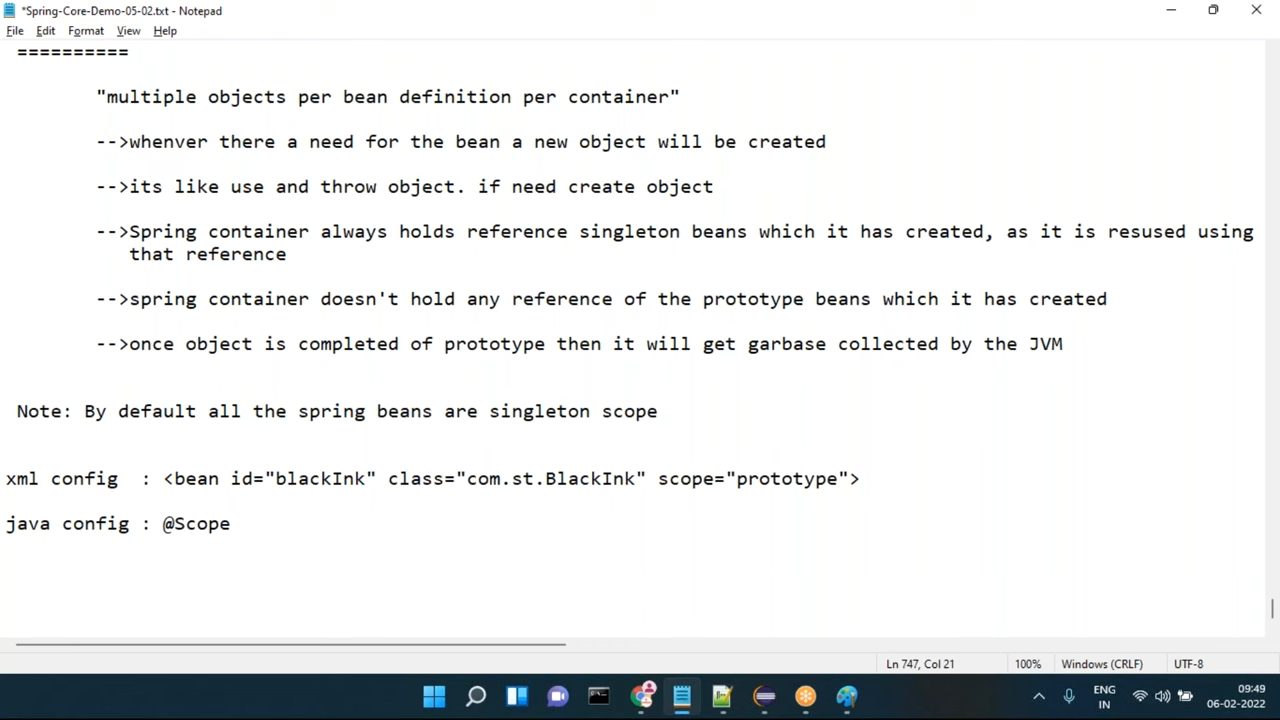 *Spring-Core-Demo-05-02.txt - Notepad
File Edit Format View Help
==========
"multiple objects per bean definition per container"
-->whenver there a need for the bean a new object will be created
-->its like use and throw object. if need create object
-->Spring container always holds reference singleton beans which it has created, as it is resused using
that reference
-->spring container doesn't hold any reference of the prototype beans which it has created
-->once object is completed of prototype then it will get garbase collected by the JVM
Note: By default all the spring beans are singleton scope
xml config : <bean id="blackInk" class="com.st.BlackInk" scope="prototype">
java config : @Scope
Ln 747, Col 21 100% Windows (CRLF) UTF-8
ENG 09:49
IN 06-02-2022